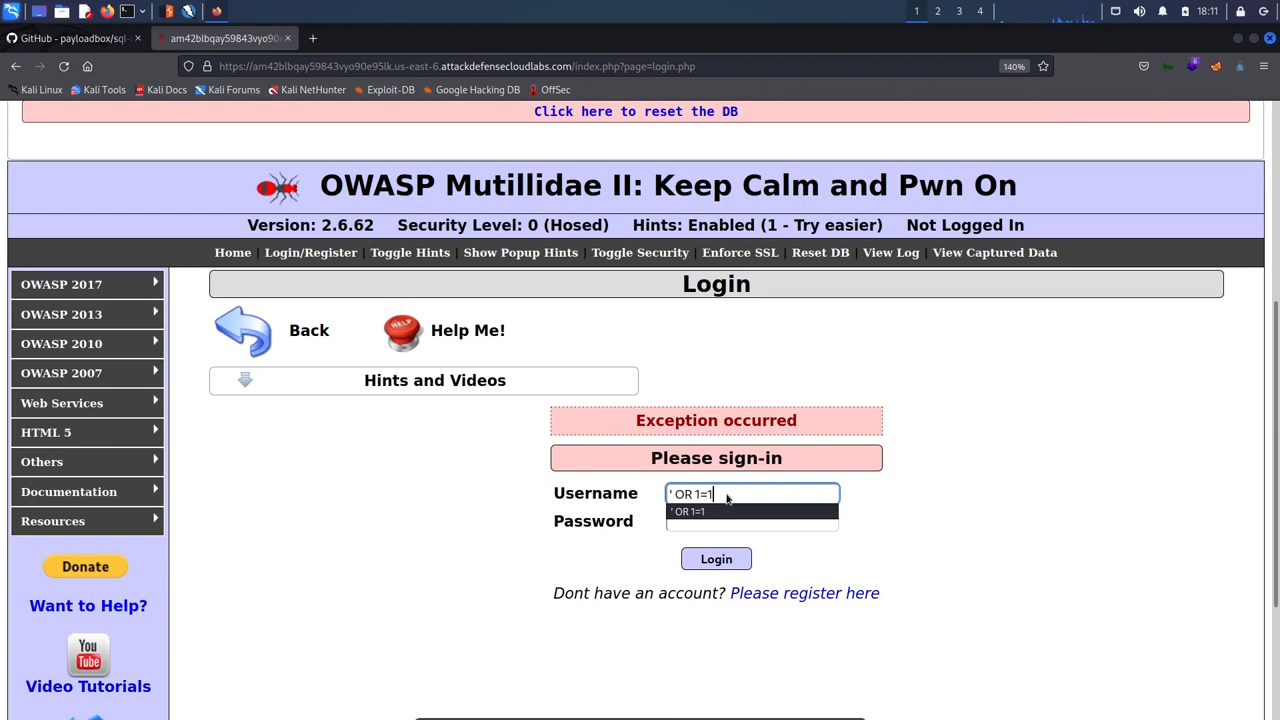 18:11
1 2 3 4
GitHub - payloadbox/sql-
am42blbqay59843vyo90e
https://am42blbqay59843vyo90e95lk.us-east-6.attackdefensecloudlabs.com/index.php?page=login.php
140%
Kali Linux Kali Tools Kali Docs Kali Forums Kali NetHunter Exploit-DB Google Hacking DB OffSec
Click here to reset the DB
OWASP Mutillidae II: Keep Calm and Pwn On
Version: 2.6.62 Security Level: 0 (Hosed) Hints: Enabled (1 - Try easier) Not Logged In
Home | Login/Register | Toggle Hints | Show Popup Hints | Toggle Security | Enforce SSL | Reset DB | View Log | View Captured Data
OWASP 2017
OWASP 2013
OWASP 2010
OWASP 2007
Web Services
HTML 5
Others
Documentation
Resources
Donate
Want to Help?
You
Tube
Video Tutorials
Login
Back
HELP
Help Me!
Hints and Videos
Exception occurred
Please sign-in
Username ' OR 1=1
' OR 1=1
Password
Login
Dont have an account? Please register here